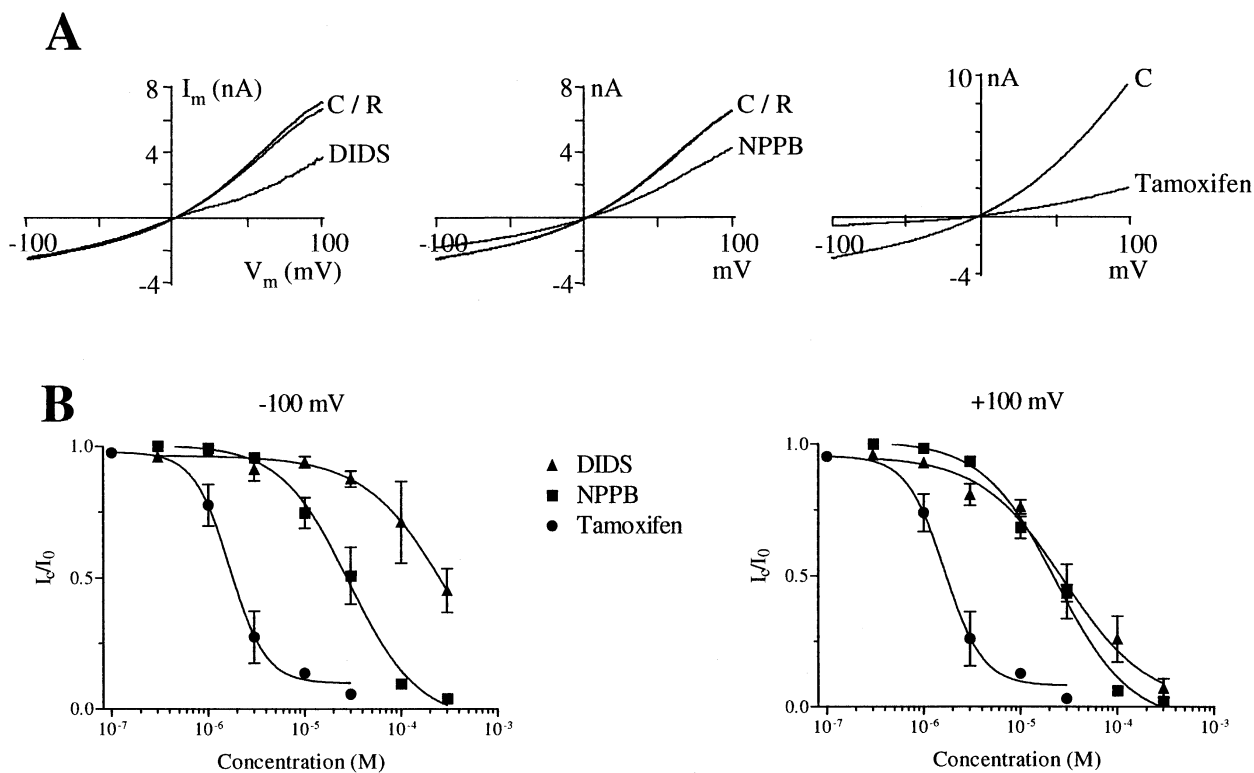 A
8 I_m (nA)
C / R
4
DIDS
-100
100
V_m (mV)
-4
8 nA
C / R
4
NPPB
-100
100
mV
-4
10 nA
C
Tamoxifen
-100
100
mV
-4
B
-100 mV
1.0
0.5
0.0
I_c/I_0
10^-7 10^-6 10^-5 10^-4 10^-3
Concentration (M)
DIDS
NPPB
Tamoxifen
+100 mV
1.0
0.5
0.0
I_c/I_0
10^-7 10^-6 10^-5 10^-4 10^-3
Concentration (M)